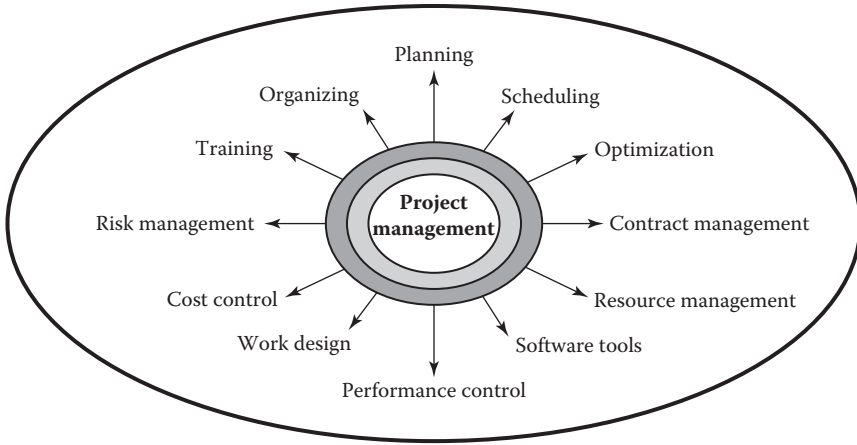 Planning
Organizing
Scheduling
Training
Optimization
Project
management
Risk management
Contract management
Cost control
Resource management
Work design
Software tools
Performance control